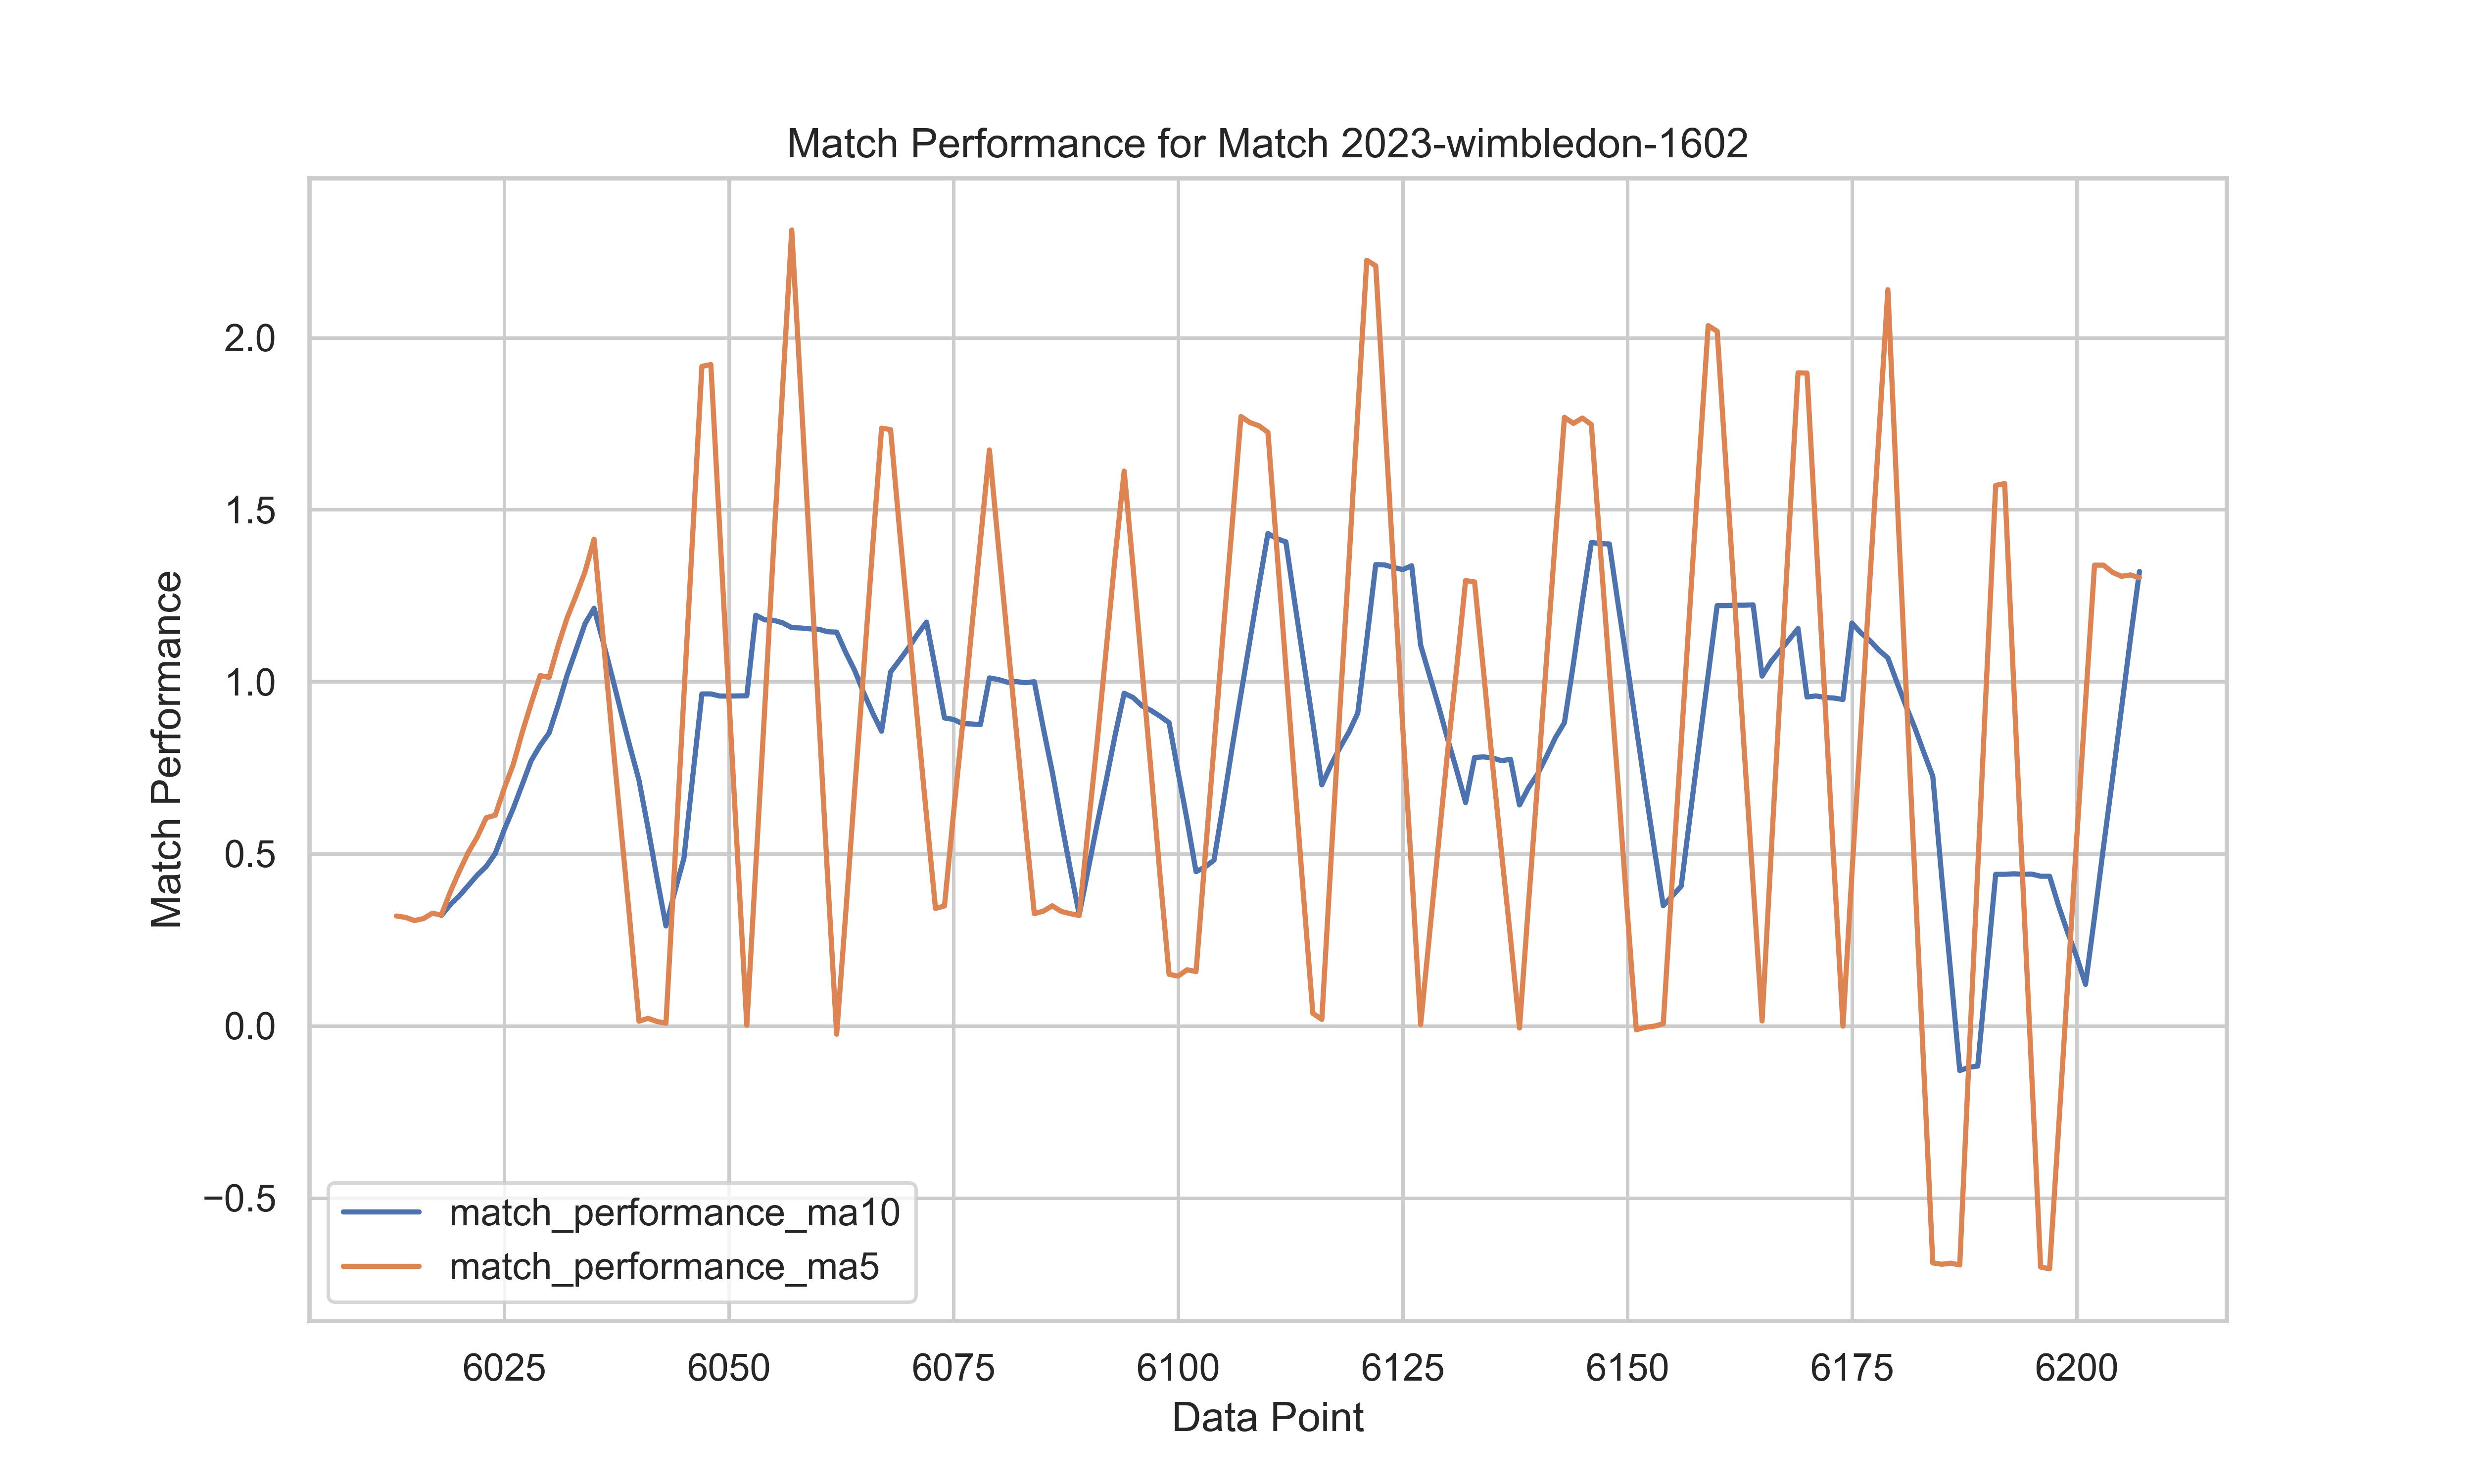 Match Performance for Match 2023-wimbledon-1602
Match Performance
2.0
1.5
1.0
0.5
0.0
−0.5
match_performance_ma10
match_performance_ma5
6025 6050 6075 6100 6125 6150 6175 6200
Data Point